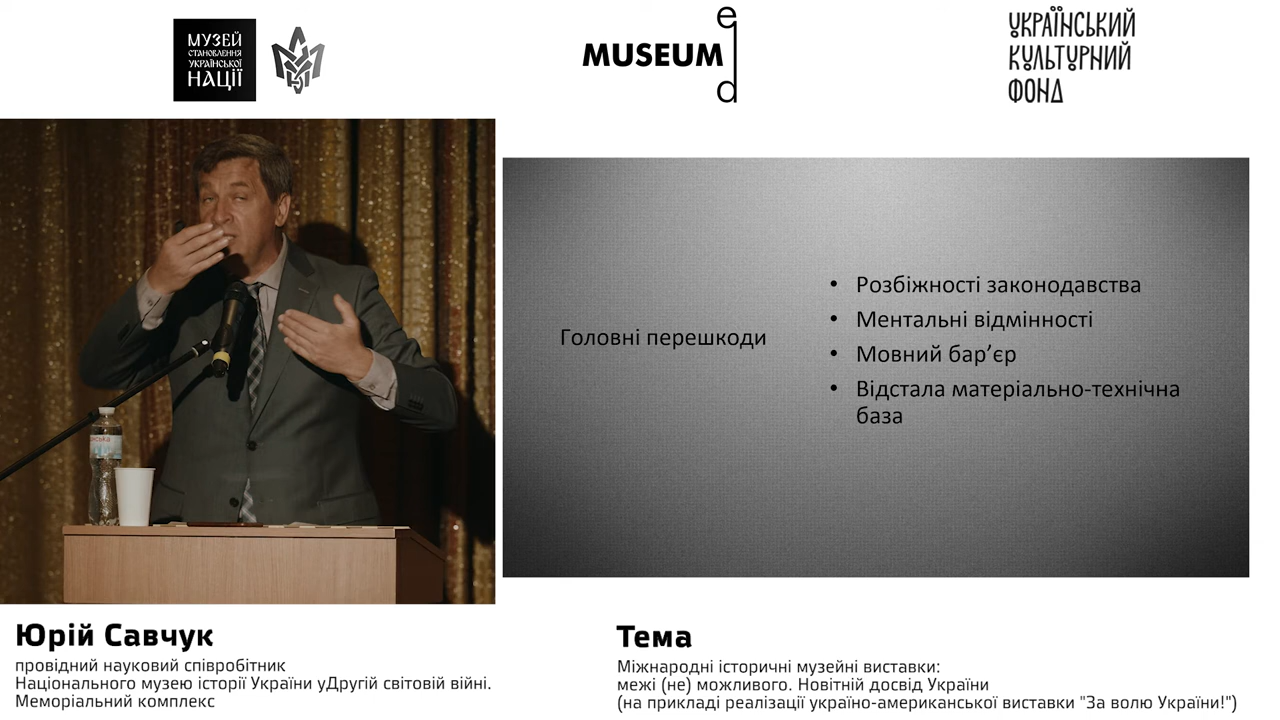 МУЗЕЙ
СТАНОВЛЕННЯ
УКРАЇНСЬКОЇ
НАЦІЇ
MUSEUM
ed
УКРАЇНСЬКИЙ
КУЛЬТУРНИЙ
ФОНД
Головні перешкоди
• Розбіжності законодавства
• Ментальні відмінності
• Мовний бар’єр
• Відстала матеріально-технічна
база
Юрій Савчук
провідний науковий співробітник
Національного музею історії України уДругій світовій війні.
Меморіальний комплекс
Тема
Міжнародні історичні музейні виставки:
межі (не) можливого. Новітній досвід України
(на прикладі реалізації україно-американської виставки "За волю України!")